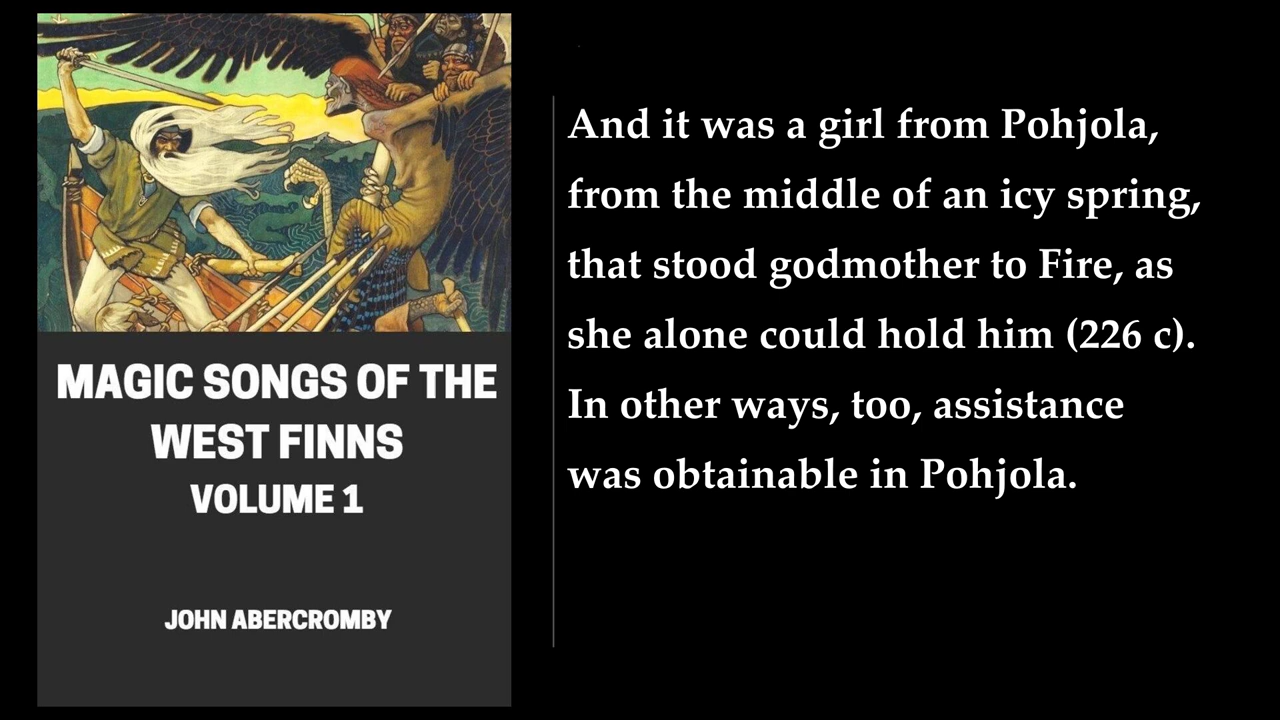 MAGIC SONGS OF THE
WEST FINNS
VOLUME 1
JOHN ABERCROMBY
And it was a girl from Pohjola,
from the middle of an icy spring,
that stood godmother to Fire, as
she alone could hold him (226 c).
In other ways, too, assistance
was obtainable in Pohjola.